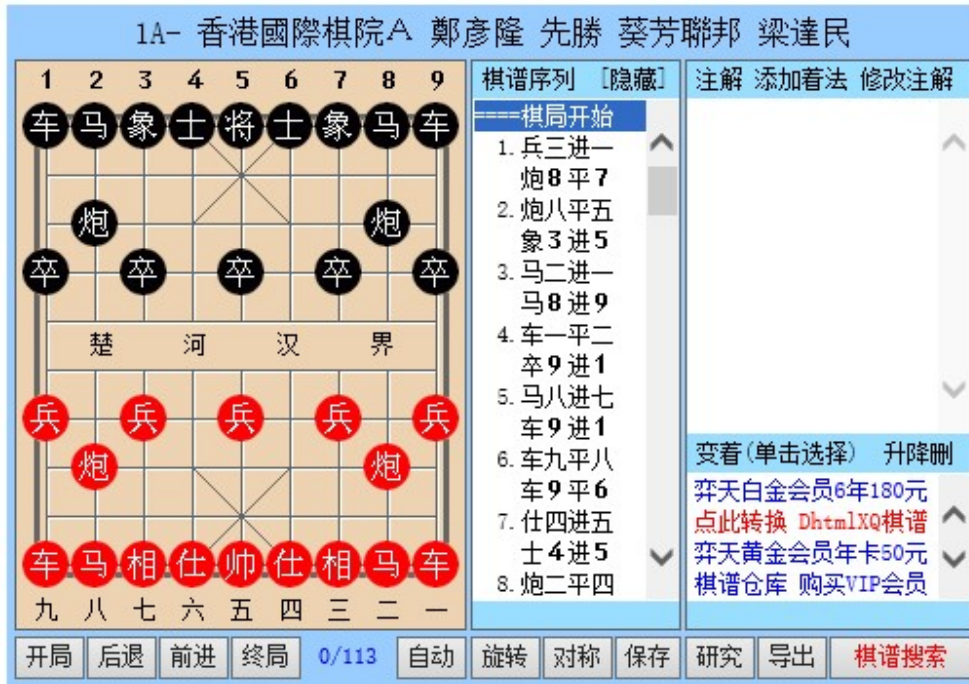 1A- 香港國際棋院A 鄭彥隆 先勝 葵芳聯邦 梁達民
1 2 3 4 5 6 7 8 9
车 马 象 士 将 士 象 马 车
炮 炮
卒 卒 卒 卒 卒
楚 河 汉 界
兵 兵 兵 兵 兵
炮 炮
车 马 相 仕 帅 仕 相 马 车
九 八 七 六 五 四 三 二 一
棋谱序列 [隐藏]
====棋局开始
1.兵三进一
炮8平7
2.炮八平五
象3进5
3.马二进一
马8进9
4.车一平二
卒9进1
5.马八进七
车9进1
6.车九平八
车9平6
7.仕四进五
士4进5
8.炮二平四
注解 添加着法 修改注解
变着(单击选择) 升降删
弈天白金会员6年180元
点此转换 DhtmlXQ棋谱
弈天黄金会员年卡50元
棋谱仓库 购买VIP会员
开局 后退 前进 终局 0/113 自动 旋转 对称 保存 研究 导出 棋谱搜索